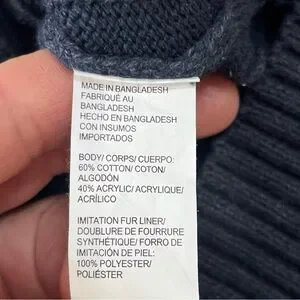 MADE IN BANGLADESH
FABRIQUÉ AU
BANGLADESH
HECHO EN BANGLADESH
CON INSUMOS
IMPORTADOS
BODY/ CORPS/ CUERPO:
60% COTTON/ COTON/
ALGODÓN
40% ACRYLIC/ ACRYLIQUE/
ACRÍLICO
IMITATION FUR LINER/
DOUBLURE DE FOURRURE
SYNTHÉTIQUE/ FORRO DE
IMITACIÓN DE PIEL:
100% POLYESTER/
POLIÉSTER